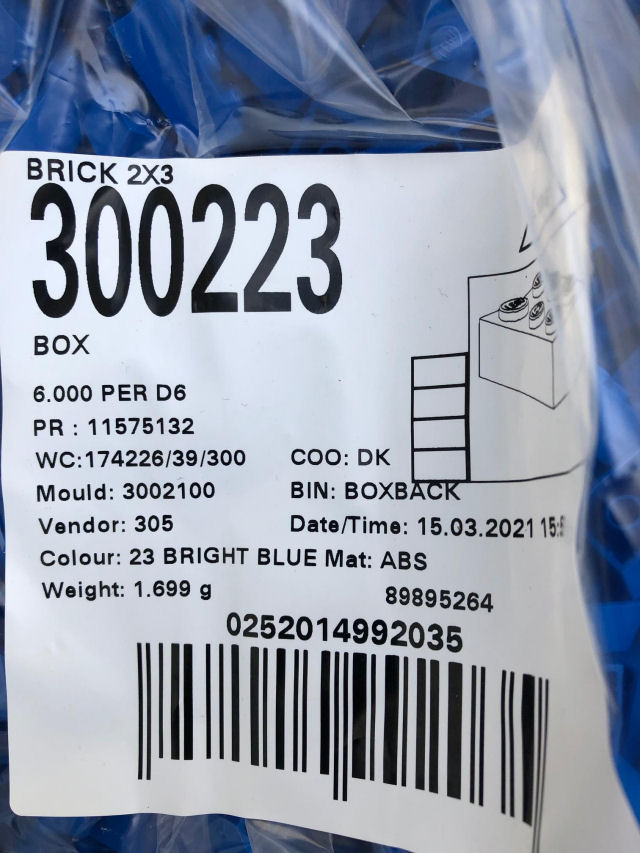 BRICK 2X3
300223
BOX
6.000 PER D6
PR : 11575132
WC:174226/39/300 COO: DK
Mould: 3002100 BIN: BOXBACK
Vendor: 305 Date/Time: 15.03.2021
Colour: 23 BRIGHT BLUE Mat: ABS
Weight: 1.699 g 89895264
0252014992035